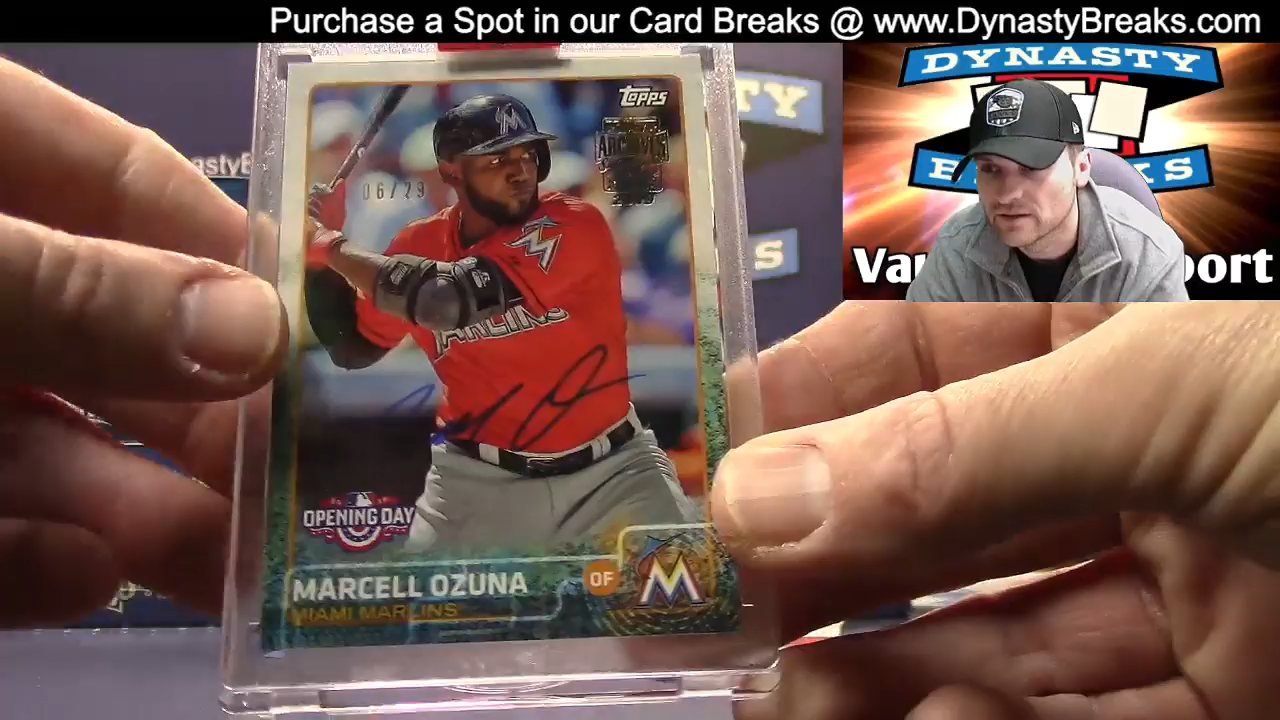 Purchase a Spot in our Card Breaks @ www.DynastyBreaks.com
DYNASTY
Topps
ARCHIVES
06/29
MARLINS
OPENING DAY
MARCELL OZUNA
OF
MIAMI MARLINS